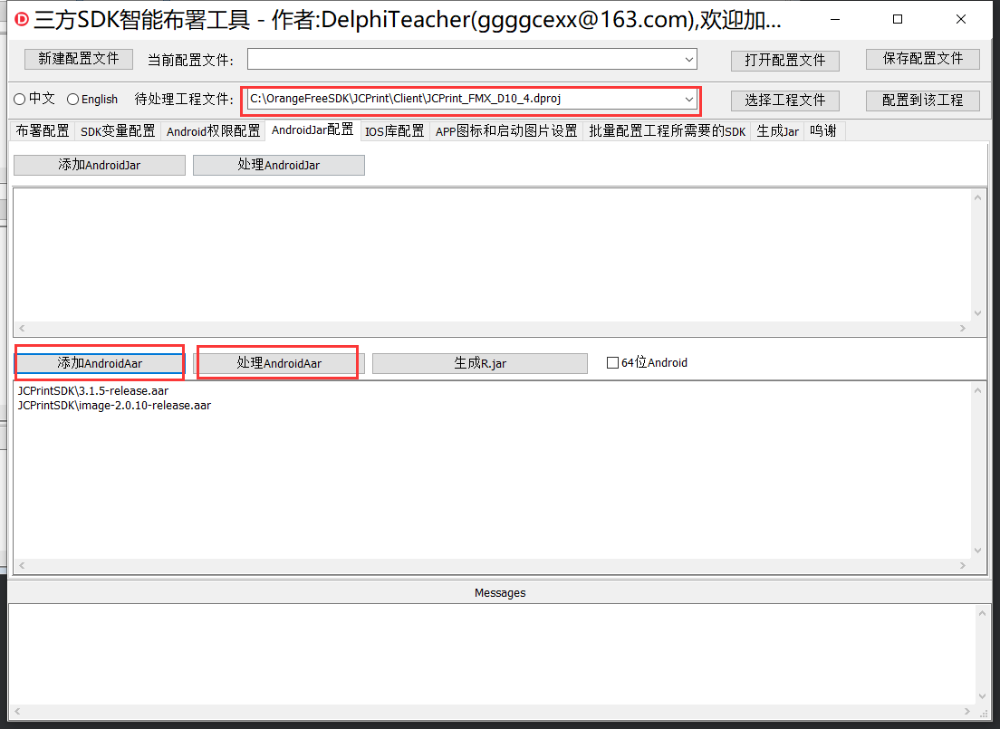 三方SDK智能布署工具 - 作者:DelphiTeacher(ggggcexx@163.com),欢迎加...
新建配置文件 当前配置文件: 打开配置文件 保存配置文件
中文 English 待处理工程文件: C:\OrangeFreeSDK\JCPrint\Client\JCPrint_FMX_D10_4.dproj 选择工程文件 配置到该工程
布署配置 SDK变量配置 Android权限配置 AndroidJar配置 IOS库配置 APP图标和启动图片设置 批量配置工程所需要的SDK 生成Jar 鸣谢
添加AndroidJar 处理AndroidJar
添加AndroidAar 处理AndroidAar 生成R.jar 64位Android
JCPrintSDK\3.1.5-release.aar
JCPrintSDK\image-2.0.10-release.aar
Messages